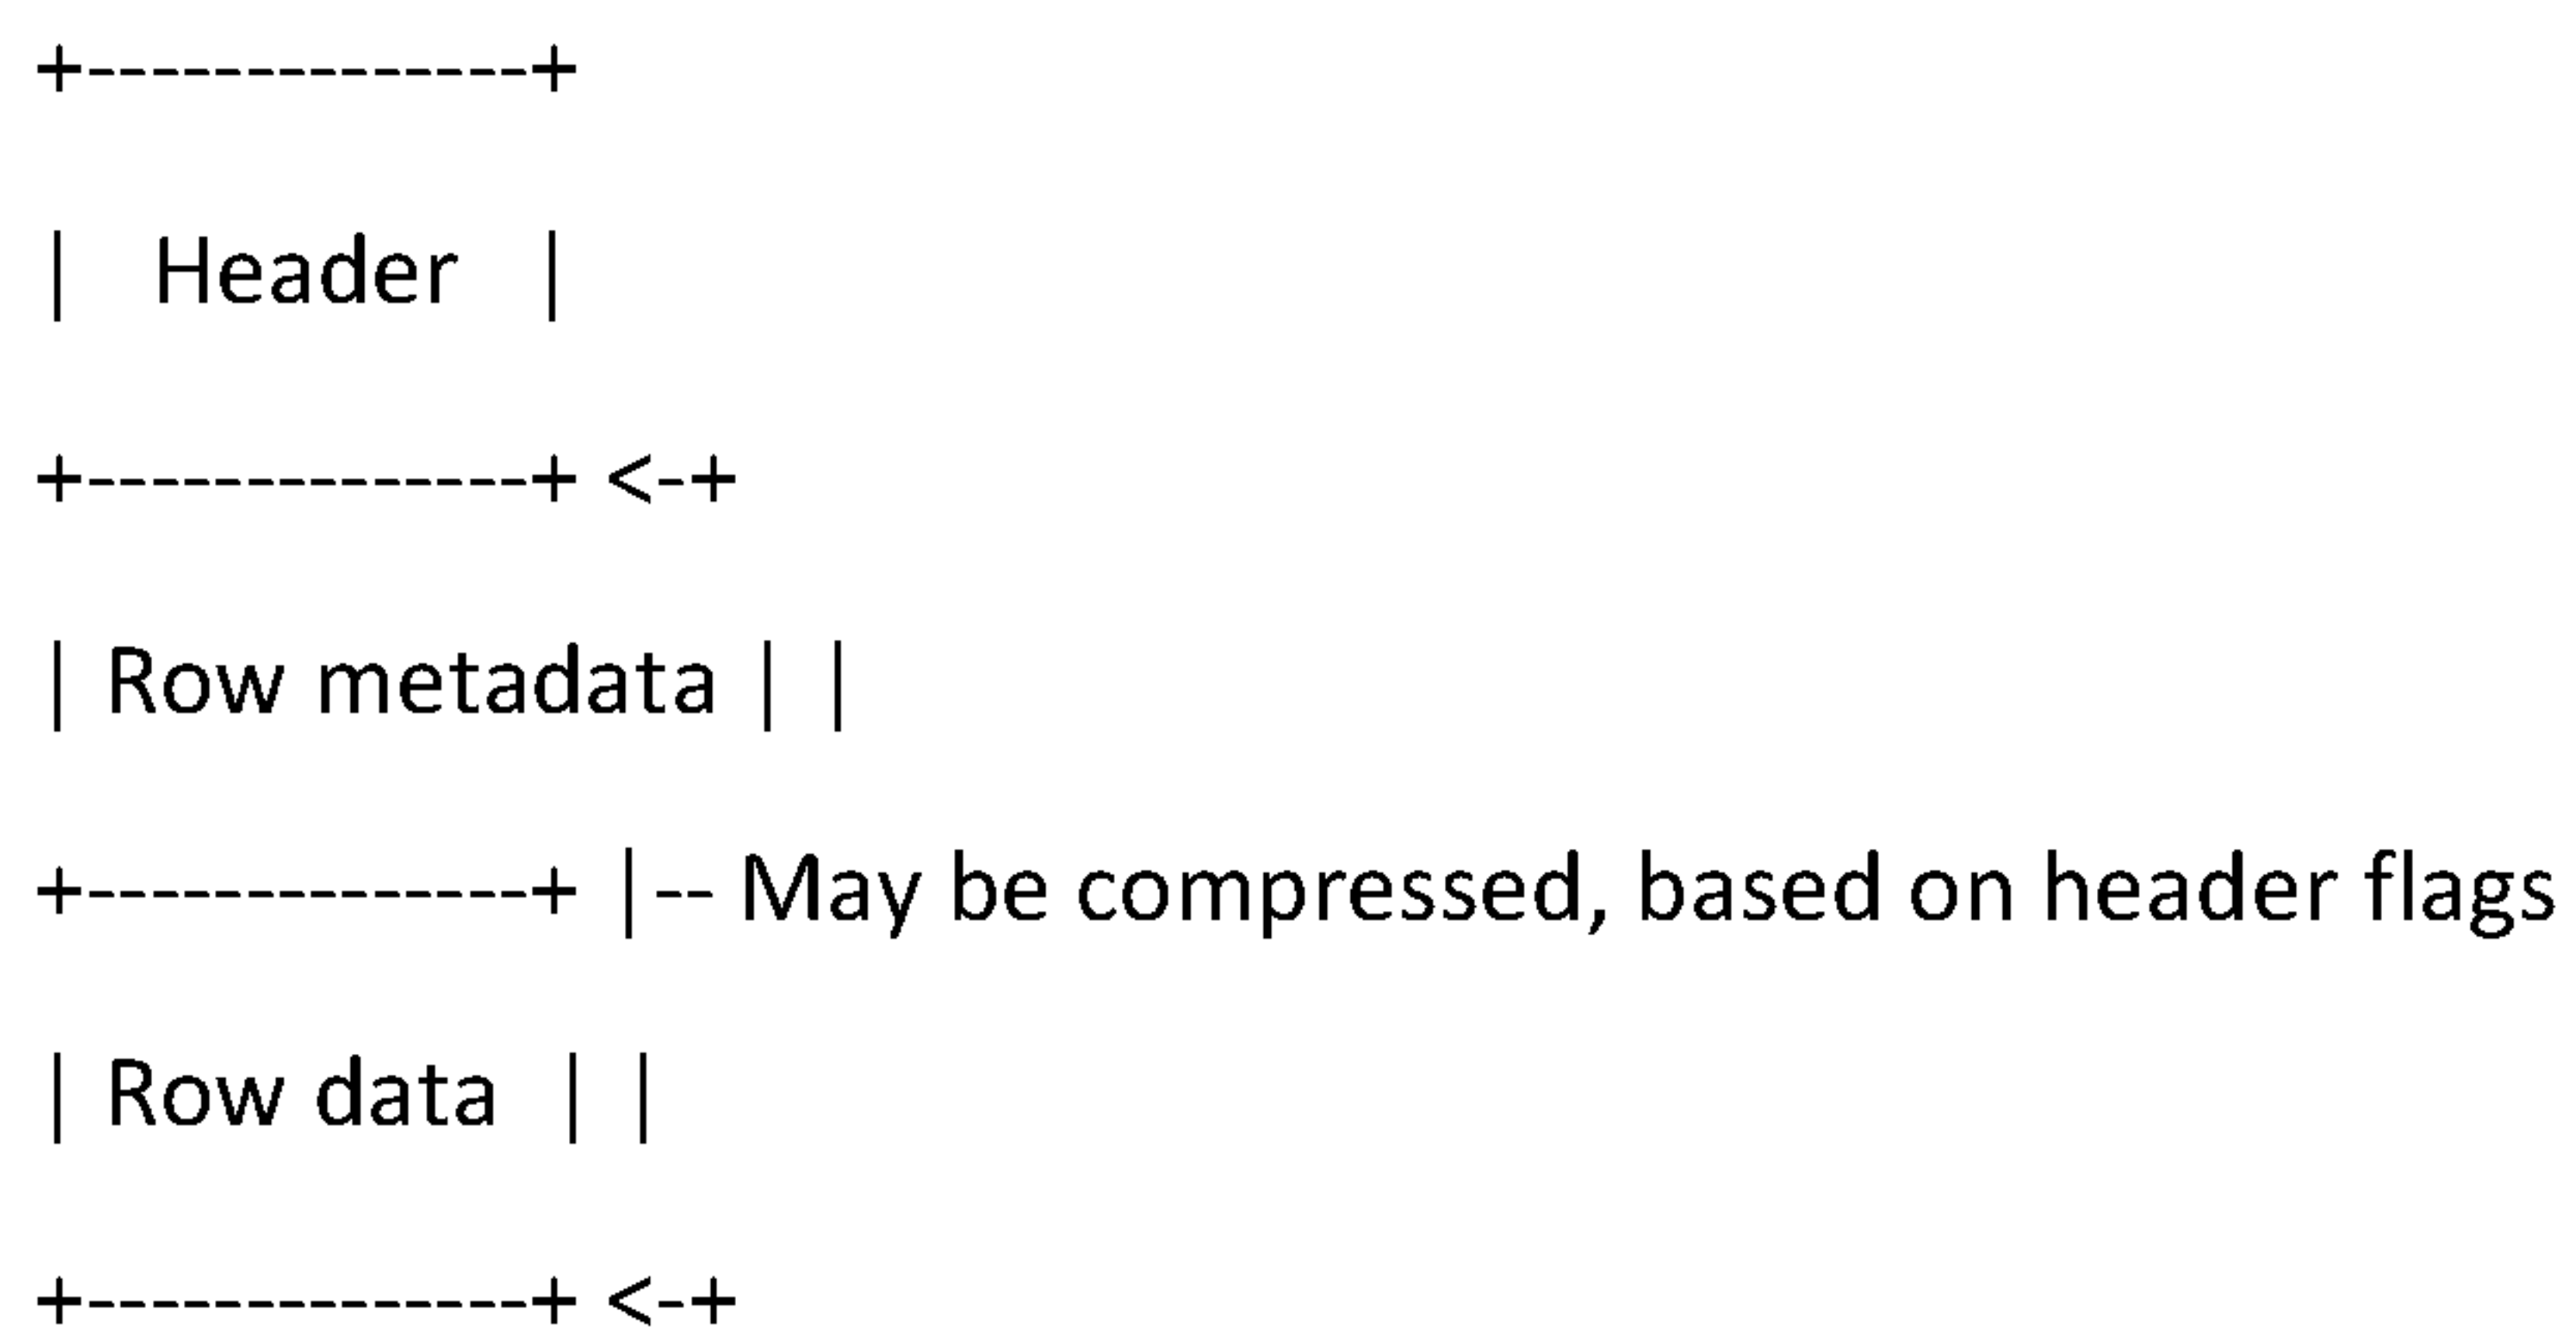 +--------------+
|   Header   |
+--------------+ <-+
| Row metadata | |
+--------------+ |-- May be compressed, based on header flags
| Row data  | |
+--------------+ <-+